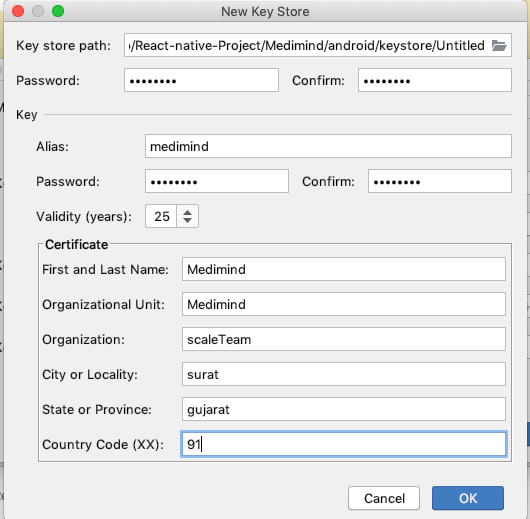 New Key Store
Key store path: /React-native-Project/Medimind/android/keystore/Untitled
Password: •••••••• Confirm: ••••••••
Key
Alias: medimind
Password: •••••••• Confirm: ••••••••
Validity (years): 25
Certificate
First and Last Name: Medimind
Organizational Unit: Medimind
Organization: scaleTeam
City or Locality: surat
State or Province: gujarat
Country Code (XX): 91
Cancel OK